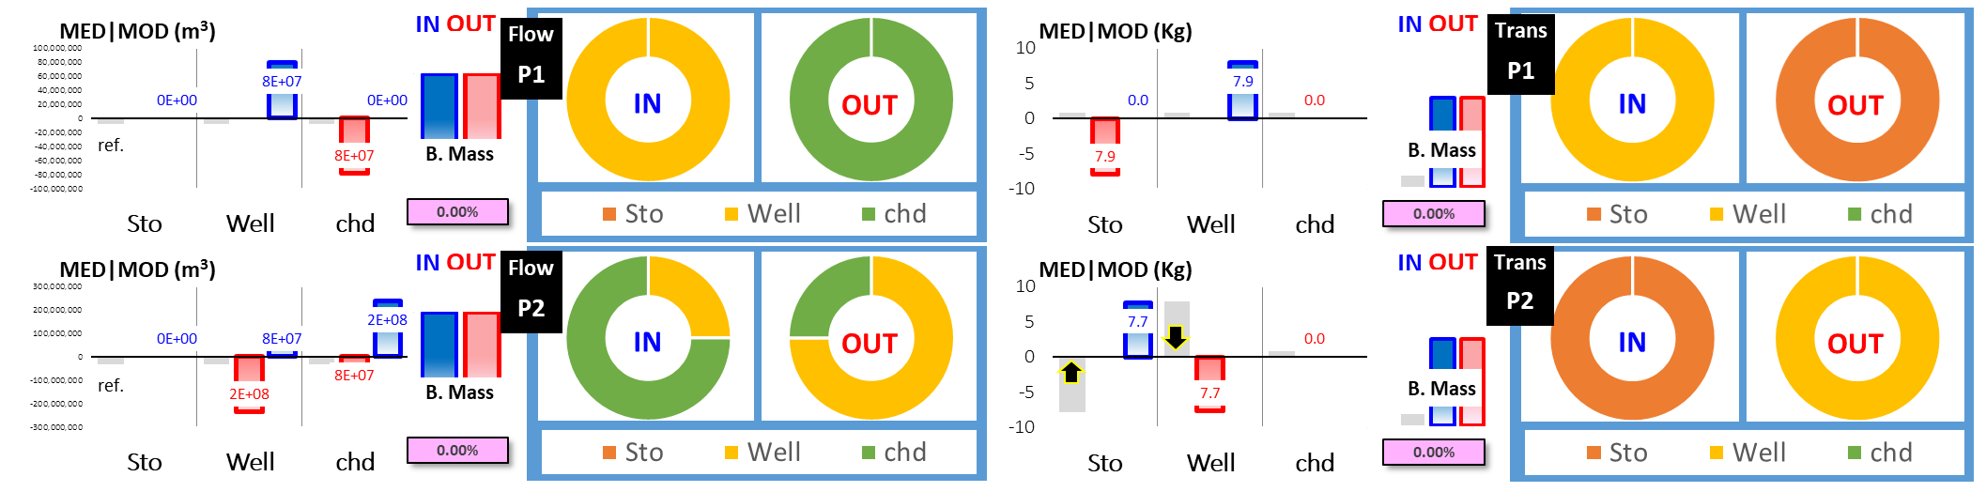 MED|MOD (m³)
IN OUT
Flow
P1
100,000,000
80,000,000
60,000,000
40,000,000
20,000,000
0
-20,000,000
-40,000,000
-60,000,000
-80,000,000
-100,000,000
0E+00
8E+07
0E+00
ref.
8E+07
B. Mass
0.00%
Sto Well chd
IN
OUT
Sto Well chd
MED|MOD (Kg)
IN OUT
Trans
P1
10
5
0
-5
-10
0.0
7.9
0.0
7.9
B. Mass
0.00%
Sto Well chd
IN
OUT
Sto Well chd
MED|MOD (m³)
IN OUT
Flow
P2
300,000,000
200,000,000
100,000,000
0
-100,000,000
-200,000,000
-300,000,000
0E+00
8E+07
2E+08
ref.
2E+08
8E+07
B. Mass
0.00%
Sto Well chd
IN
OUT
Sto Well chd
MED|MOD (Kg)
IN OUT
Trans
P2
10
5
0
-5
-10
7.7
0.0
7.7
B. Mass
0.00%
Sto Well chd
IN
OUT
Sto Well chd